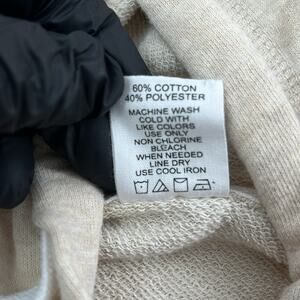 60% COTTON
40% POLYESTER
MACHINE WASH
COLD WITH
LIKE COLORS
USE ONLY
NON CHLORINE
BLEACH
WHEN NEEDED
LINE DRY
USE COOL IRON